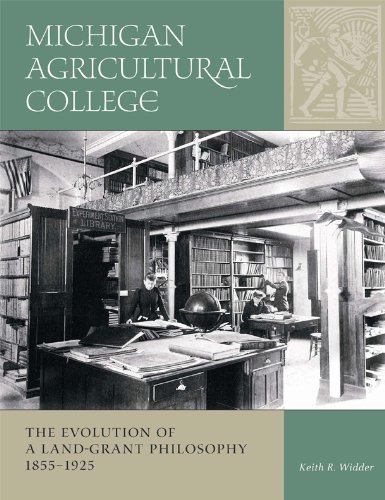 MICHIGAN
AGRICULTURAL
COLLEGE
EXPERIMENT STATION
LIBRARY
THE EVOLUTION OF
A LAND-GRANT PHILOSOPHY
1855–1925
Keith R. Widder